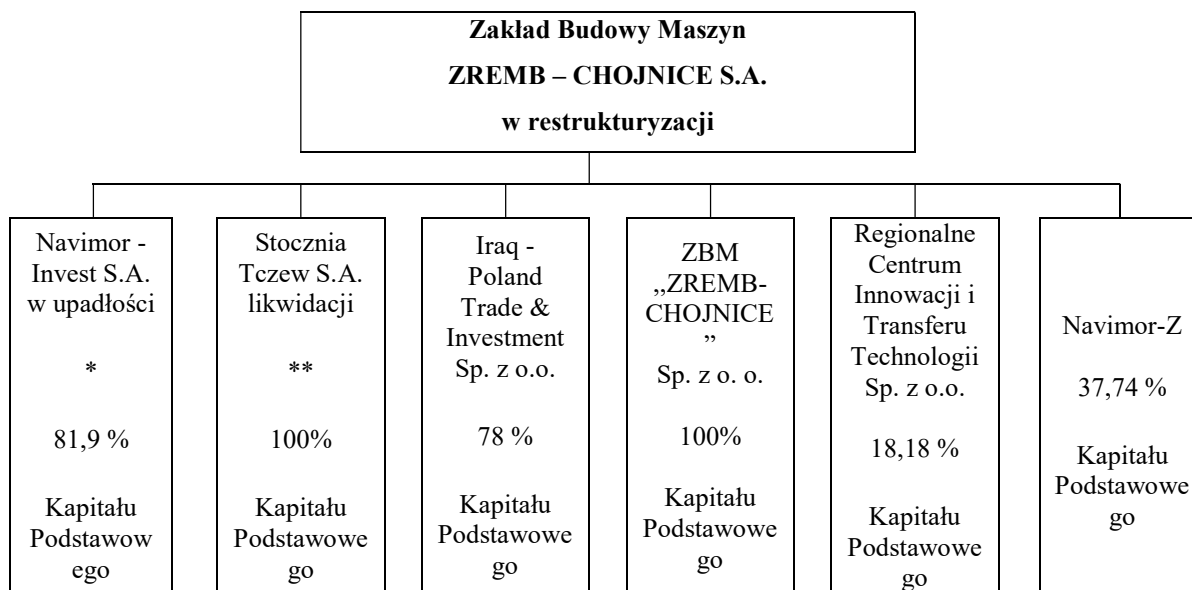 Zakład Budowy Maszyn
ZREMB – CHOJNICE S.A.
w restrukturyzacji
Navimor -
Invest S.A.
w upadłości
*
81,9 %
Kapitału
Podstawow
ego
Stocznia
Tczew S.A.
likwidacji
**
100%
Kapitału
Podstawowe
go
Iraq -
Poland
Trade &
Investment
Sp. z o.o.
78 %
Kapitału
Podstawowe
go
ZBM
„ZREMB-
CHOJNICE
”
Sp. z o. o.
100%
Kapitału
Podstawowe
go
Regionalne
Centrum
Innowacji i
Transferu
Technologii
Sp. z o.o.
18,18 %
Kapitału
Podstawowe
go
Navimor-Z
37,74 %
Kapitału
Podstawowe
go